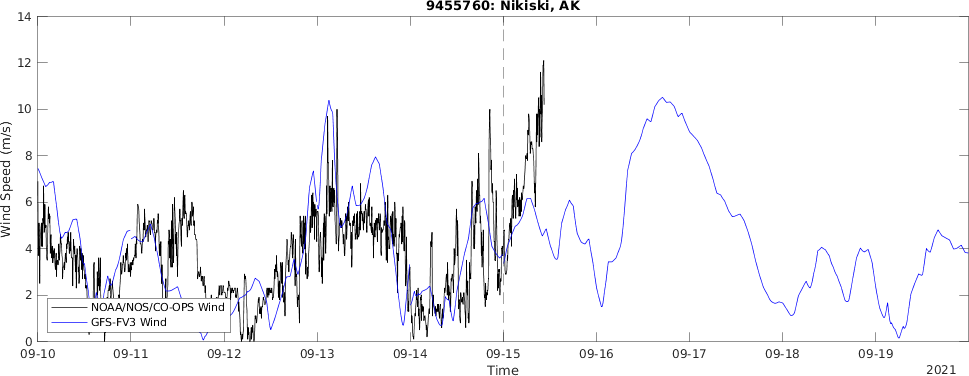 9455760: Nikiski, AK
Wind Speed (m/s)
14
12
10
8
6
4
2
0
NOAA/NOS/CO-OPS Wind
GFS-FV3 Wind
09-10 09-11 09-12 09-13 09-14 09-15 09-16 09-17 09-18 09-19
Time
2021